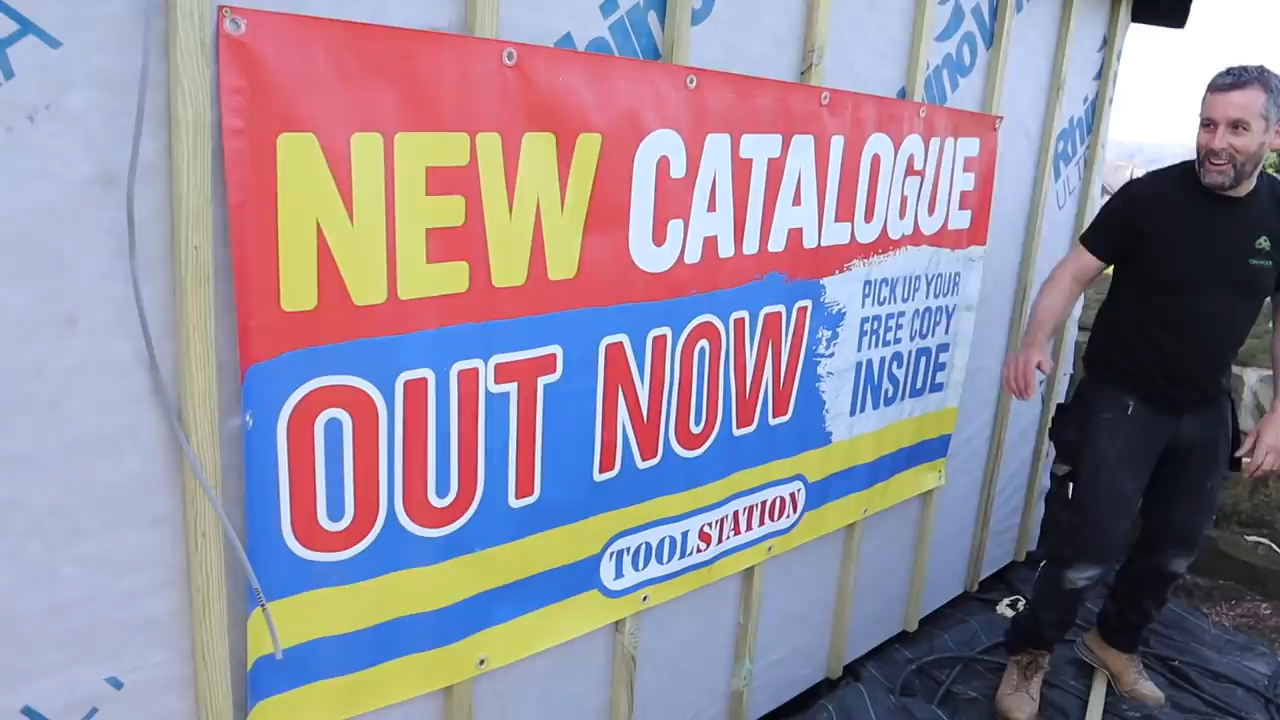 NEW CATALOGUE
OUT NOW
PICK UP YOUR
FREE COPY
INSIDE
TOOLSTATION